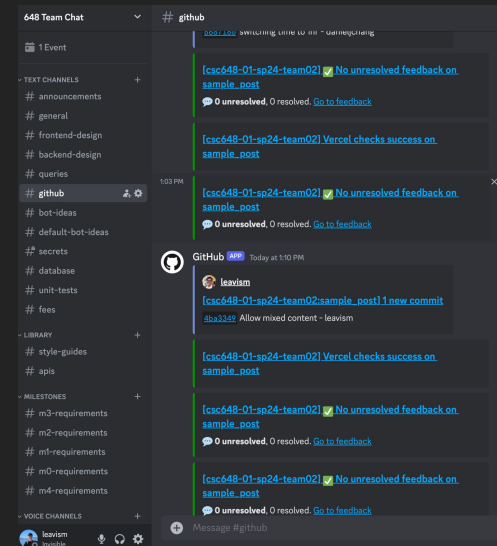 648 Team Chat
1 Event
TEXT CHANNELS
# announcements
# general
# frontend-design
# backend-design
# queries
# github
# bot-ideas
# default-bot-ideas
# secrets
# database
# unit-tests
# fees
LIBRARY
# style-guides
# apis
MILESTONES
# m3-requirements
# m2-requirements
# m1-requirements
# m0-requirements
# m4-requirements
VOICE CHANNELS
leavism
Invisible
# github
switching time to
[csc648-01-sp24-team02] ✅ No unresolved feedback on
sample_post
💬 0 unresolved, 0 resolved. Go to feedback
[csc648-01-sp24-team02] Vercel checks success on
sample_post
1:03 PM
[csc648-01-sp24-team02] ✅ No unresolved feedback on
sample_post
💬 0 unresolved, 0 resolved. Go to feedback
GitHub APP Today at 1:10 PM
leavism
[csc648-01-sp24-team02:sample_post] 1 new commit
4ba3349 Allow mixed content - leavism
[csc648-01-sp24-team02] Vercel checks success on
sample_post
[csc648-01-sp24-team02] ✅ No unresolved feedback on
sample_post
💬 0 unresolved, 0 resolved. Go to feedback
[csc648-01-sp24-team02] ✅ No unresolved feedback on
sample_post
💬 0 unresolved, 0 resolved. Go to feedback
Message #github